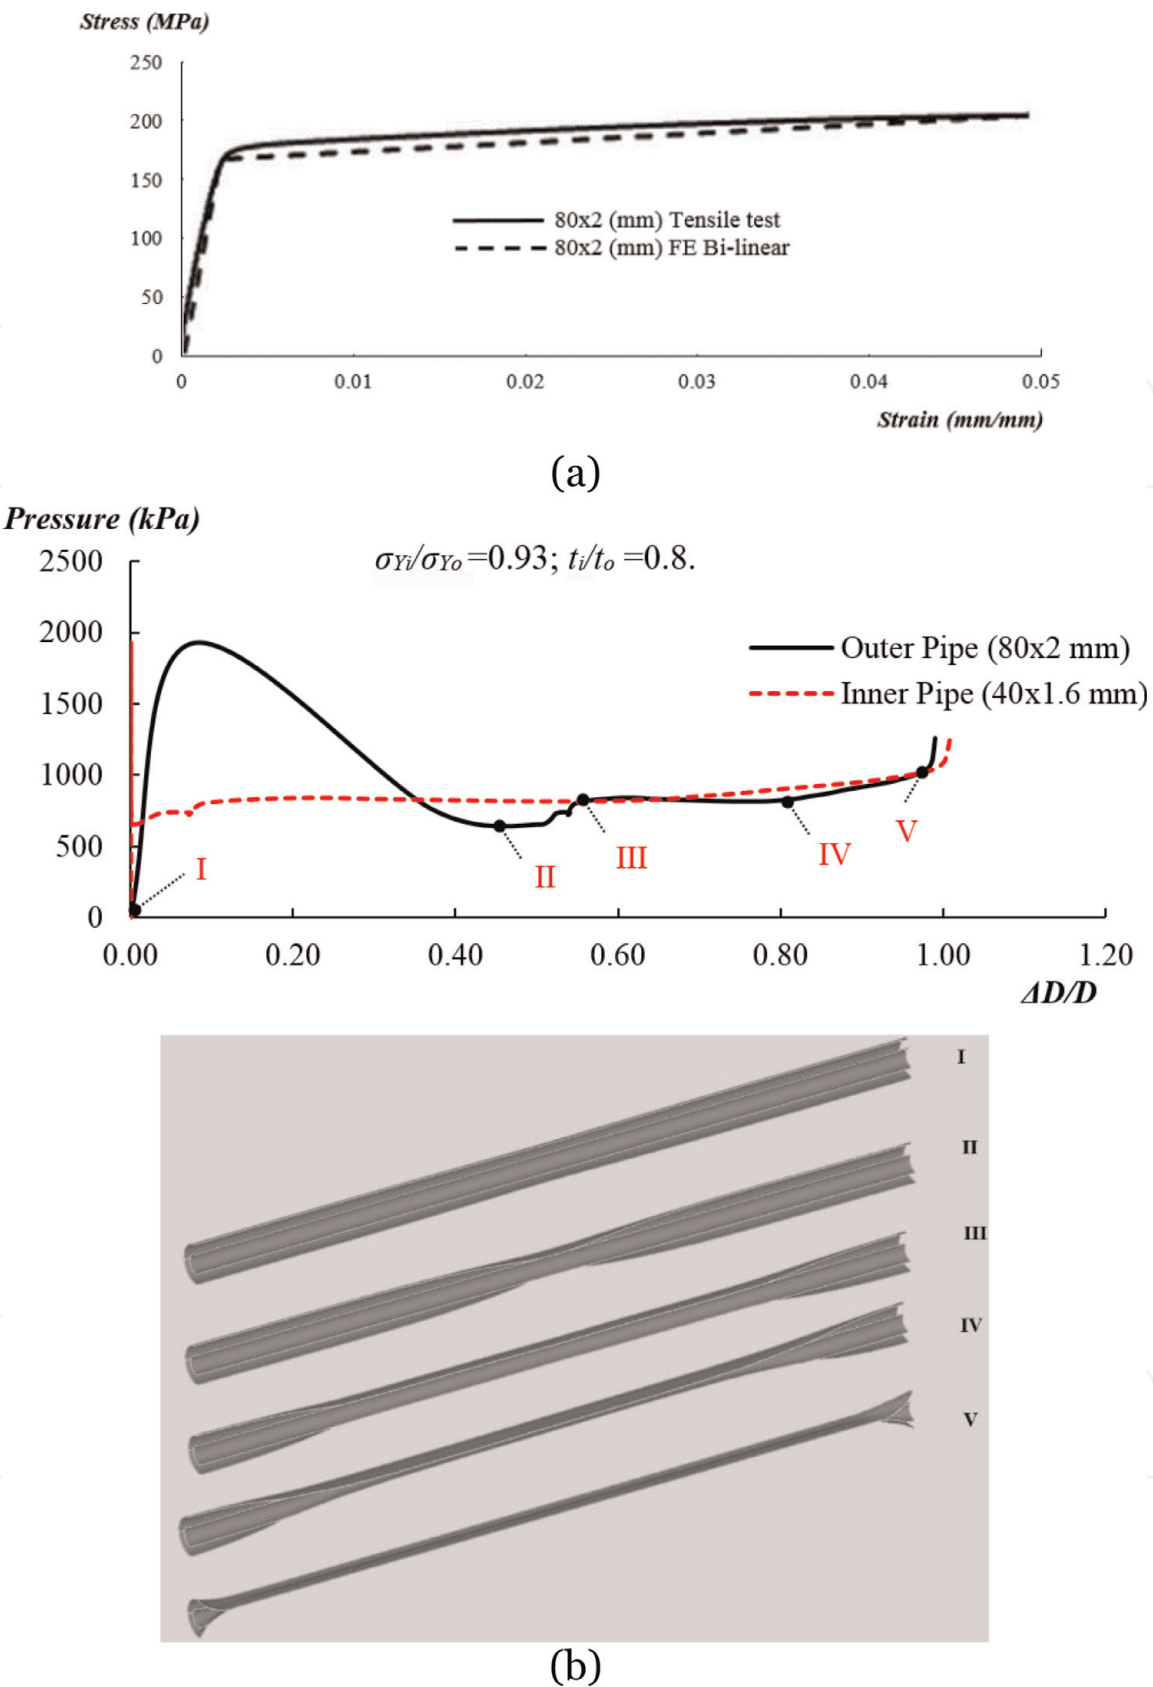 Stress (MPa)
250
200
150
100
50
0
80x2 (mm) Tensile test
80x2 (mm) FE Bi-linear
0 0.01 0.02 0.03 0.04 0.05
Strain (mm/mm)
(a)
Pressure (kPa)
σYi/σYo =0.93; ti/to =0.8.
2500
2000
1500
1000
500
0
Outer Pipe (80x2 mm)
Inner Pipe (40x1.6 mm)
I
II
III
IV
V
0.00 0.20 0.40 0.60 0.80 1.00 1.20
ΔD/D
I
II
III
IV
V
(b)